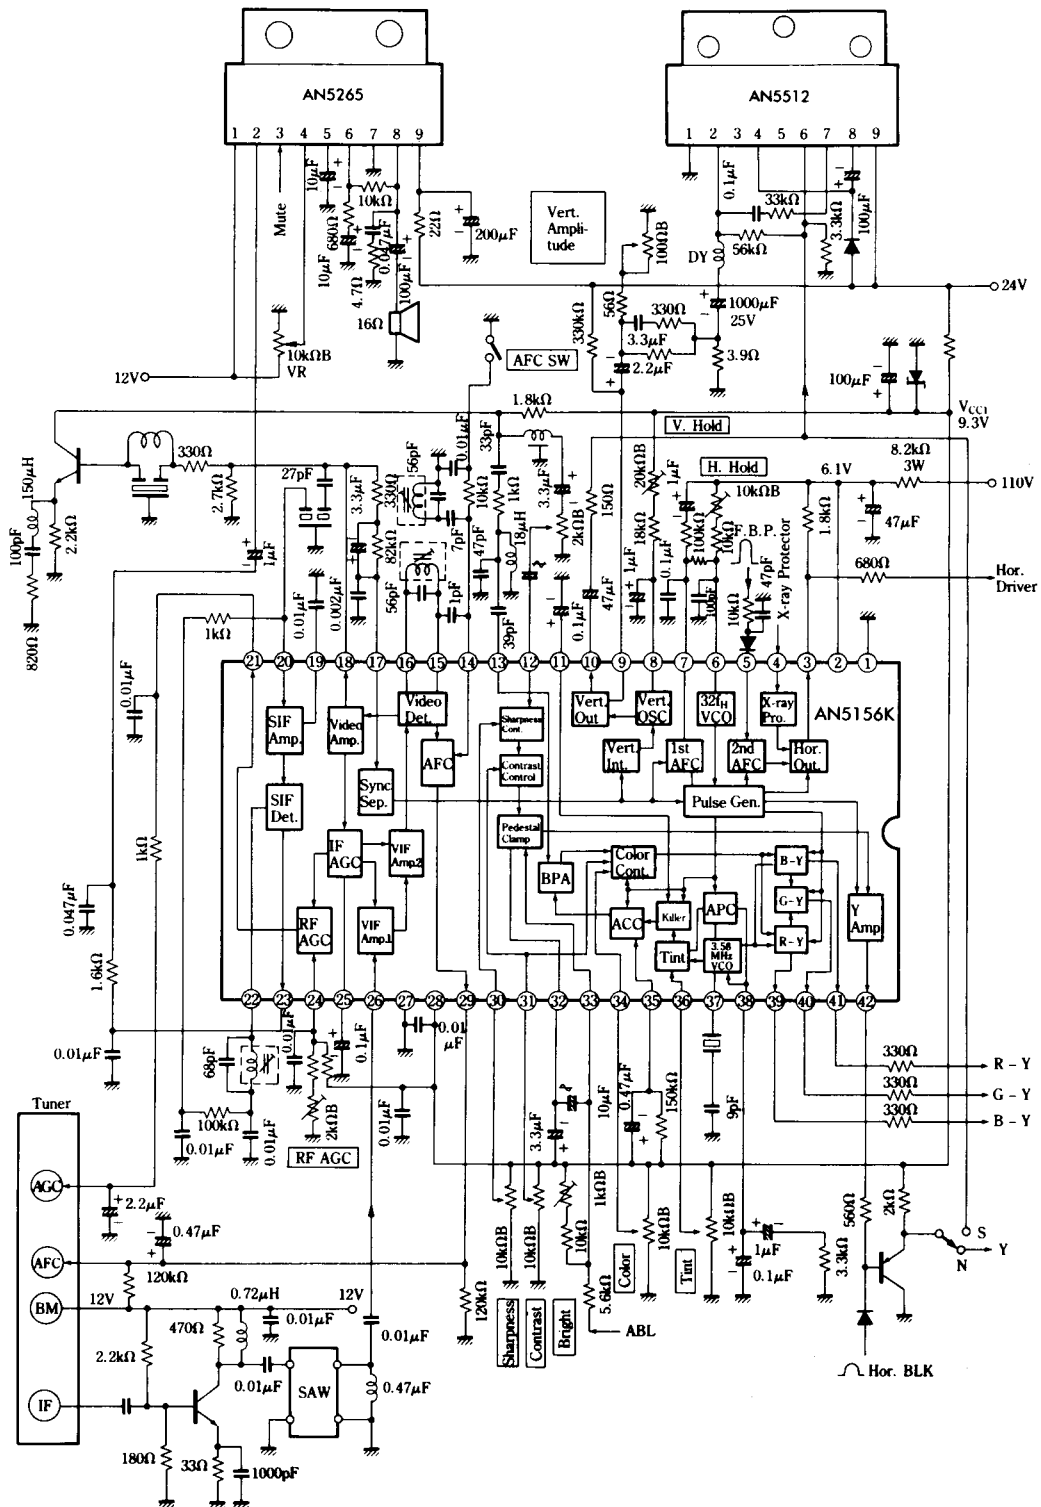 AN5265
1 2 3 4 5 6 7 8 9
AN5512
1 2 3 4 5 6 7 8 9
Mute
10μF
10kΩ
680Ω
10μF
0.047μF
4.7Ω
100μF
22Ω
200μF
16Ω
10kΩB
VR
12V
Vert.
Ampli-
tude
100ΩB
0.1μF
33kΩ
56kΩ
3.3kΩ
100μF
DY
56Ω
330kΩ
330Ω
3.3μF
2.2μF
1000μF
25V
3.9Ω
24V
AFC SW
100μF
VCC1
9.3V
1.8kΩ
V. Hold
H. Hold
8.2kΩ
3W
110V
6.1V
47μF
1.8kΩ
680Ω
Hor.
Driver
150μH
330Ω
2.7kΩ
27pF
3.3μF
330Ω
82kΩ
56pF
0.01μF
10kΩ
7pF
56pF
1pF
33pF
1kΩ
47pF
18μH
39pF
3.3μF
2kΩB
0.1μF
150Ω
47μF
20kΩB
18kΩ
1μF
1μF
0.1μF
100kΩ
10kΩB
10kΩ
100pF
F.B.P.
10kΩ
47pF
X-ray Protector
100pF
2.2kΩ
820Ω
1μF
1kΩ
0.01μF
0.002μF
0.01μF
21 20 19 18 17 16 15 14 13 12 11 10 9 8 7 6 5 4 3 2 1
AN5156K
SIF
Amp.
SIF
Det.
Video
Amp.
Sync
Sep.
Video
Det.
AFC
IF
AGC
VIF
Amp.2
VIF
Amp.1
RF
AGC
Sharpness
Cont.
Contrast
Control
Pedestal
Clamp
BPA
Color
Cont.
ACC
Killer
Tint
APC
3.58
MHz
VCO
Vert.
Out
Vert.
OSC
Vert.
Int.
1st
AFC
32fH
VCO
2nd
AFC
X-ray
Pro.
Hor.
Out.
Pulse Gen.
B-Y
G-Y
R-Y
Y
Amp
22 23 24 25 26 27 28 29 30 31 32 33 34 35 36 37 38 39 40 41 42
1kΩ
0.047μF
1.6kΩ
0.01μF
68pF
0.01μF
0.1μF
0.01
μF
100kΩ
0.01μF
0.01μF
2kΩB
RF AGC
0.01μF
3.3μF
10μF
0.47μF
150kΩ
9pF
330Ω
R-Y
330Ω
G-Y
330Ω
B-Y
Tuner
AGC
AFC
BM
IF
2.2μF
0.47μF
120kΩ
12V
0.72μH
12V
470Ω
0.01μF
2.2kΩ
0.01μF
SAW
0.01μF
0.47μF
180Ω
33Ω
1000pF
120kΩ
10kΩB
Sharpness
10kΩB
Contrast
1kΩB
10kΩ
Bright
5.6kΩ
ABL
Color
10kΩB
Tint
10kΩB
1μF
0.1μF
3.3kΩ
560Ω
2kΩ
S
N
Y
Hor. BLK